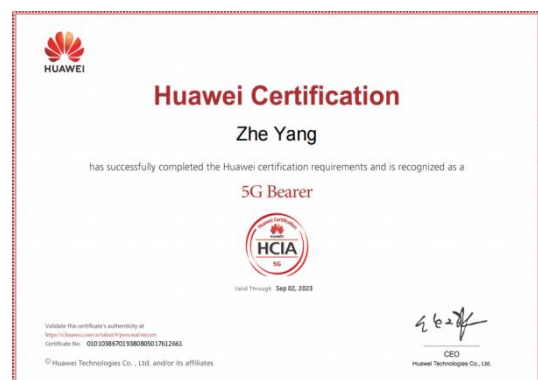 HUAWEI
Huawei Certification
Zhe Yang
has successfully completed the Huawei certification requirements and is recognized as a
5G Bearer
Huawei Certification
HUAWEI
HCIA
5G
Valid Through: Sep 02, 2023
Validate this certificate's authenticity at
Certificate No. 010103867019380805017612661
© Huawei Technologies Co. , Ltd. and/or its affiliates
CEO
Huawei Technologies Co., Ltd.